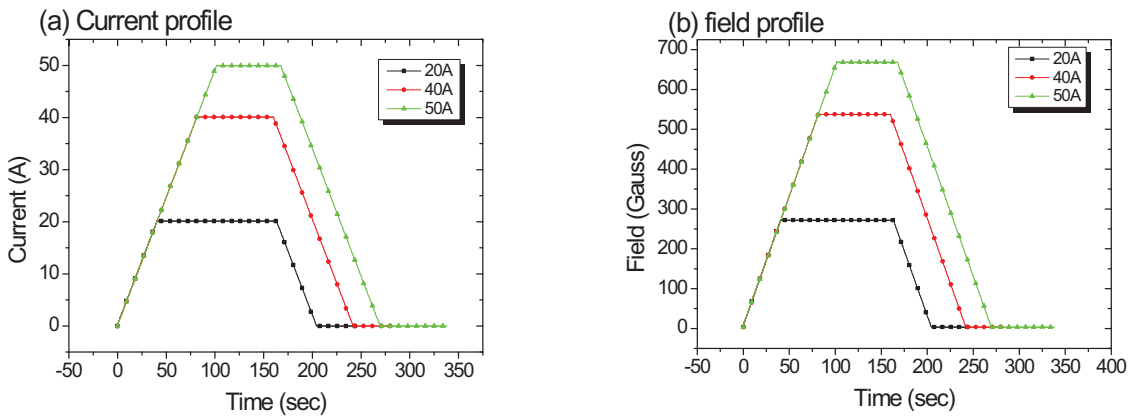 (a) Current profile
50
40
30
20
10
0
-50 0 50 100 150 200 250 300 350
Current (A)
Time (sec)
20A
40A
50A
(b) field profile
700
600
500
400
300
200
100
0
-50 0 50 100 150 200 250 300 350 400
Field (Gauss)
Time (sec)
20A
40A
50A